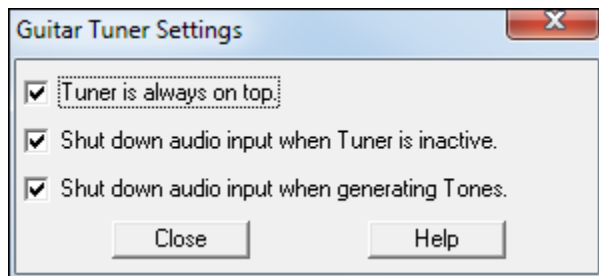 Guitar Tuner Settings
Tuner is always on top.
Shut down audio input when Tuner is inactive.
Shut down audio input when generating Tones.
Close Help